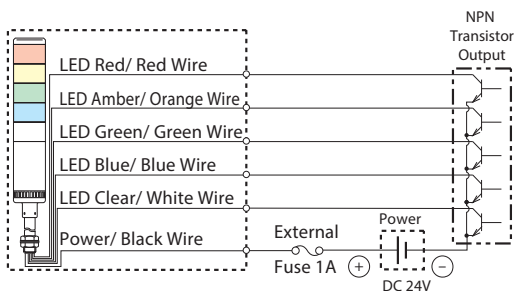 NPN
Transistor
Output
LED Red/ Red Wire
LED Amber/ Orange Wire
LED Green/ Green Wire
LED Blue/ Blue Wire
LED Clear/ White Wire
Power/ Black Wire
External
Fuse 1A
Power
+
−
DC 24V